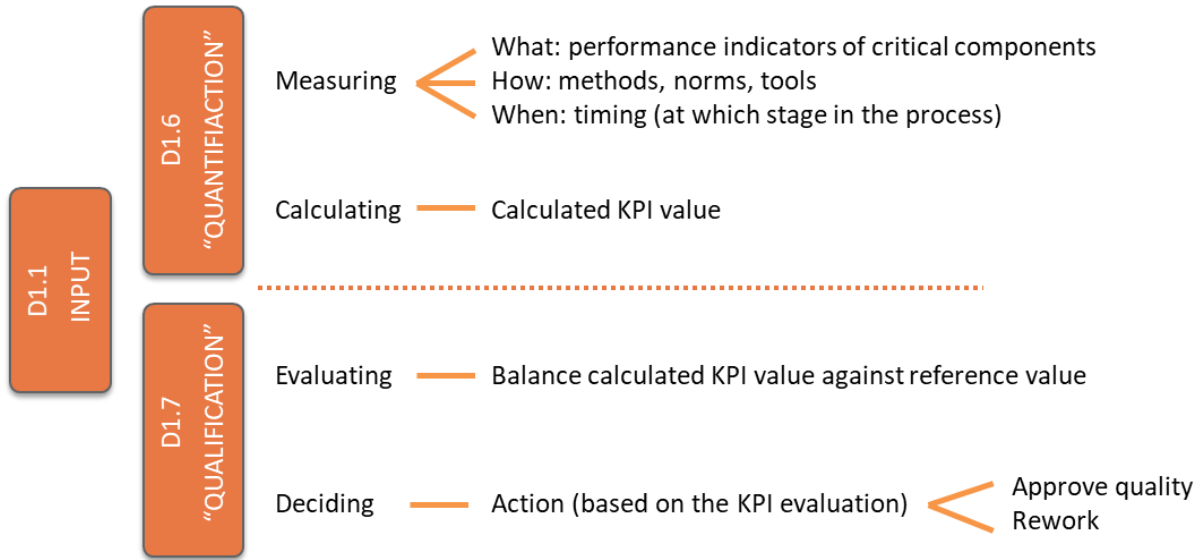 D1.1
INPUT
D1.6
“QUANTIFIACTION”
Measuring
What: performance indicators of critical components
How: methods, norms, tools
When: timing (at which stage in the process)
Calculating
Calculated KPI value
D1.7
“QUALIFICATION”
Evaluating
Balance calculated KPI value against reference value
Deciding
Action (based on the KPI evaluation)
Approve quality
Rework